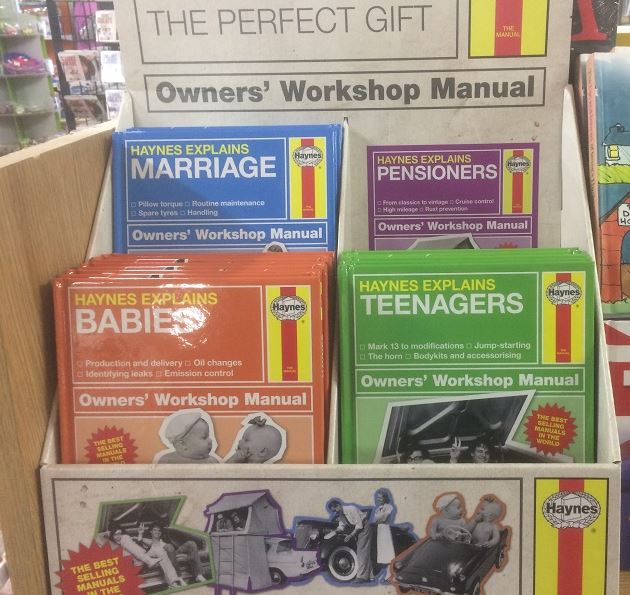 THE PERFECT GIFT
THE
MANUAL
Owners' Workshop Manual
HAYNES EXPLAINS
MARRIAGE
□ Pillow torque □ Routine maintenance
□ Spare tyres □ Handling
Haynes
Owners' Workshop Manual
HAYNES EXPLAINS
PENSIONERS
□ From classics to vintage □ Cruise control
□ High mileage □ Rust prevention
Haynes
Owners' Workshop Manual
HAYNES EXPLAINS
BABIES
□ Production and delivery □ Oil changes
□ Identifying leaks □ Emission control
Haynes
THE
MANUAL
Owners' Workshop Manual
THE BEST
SELLING
MANUALS
IN THE
HAYNES EXPLAINS
TEENAGERS
□ Mark 13 to modifications □ Jump-starting
□ The horn □ Bodykits and accessorising
Haynes
Owners' Workshop Manual
THE BEST
SELLING
MANUALS
IN THE
WORLD
THE BEST
SELLING
MANUALS
IN THE
Haynes